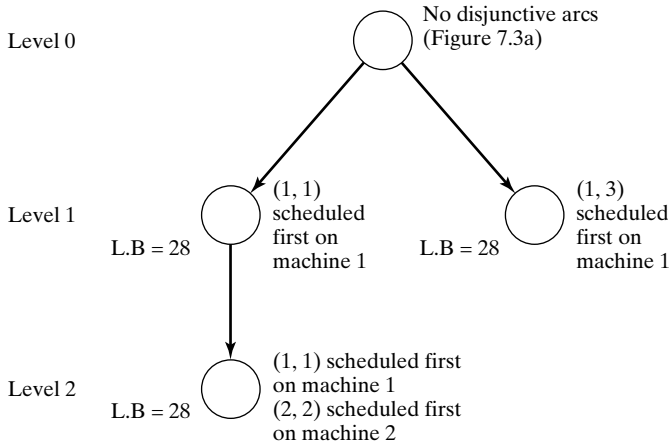 No disjunctive arcs
(Figure 7.3a)
Level 0
(1, 1)
scheduled
first on
machine 1
(1, 3)
scheduled
first on
machine 1
Level 1
L.B = 28
L.B = 28
(1, 1) scheduled first
on machine 1
(2, 2) scheduled first
on machine 2
Level 2
L.B = 28